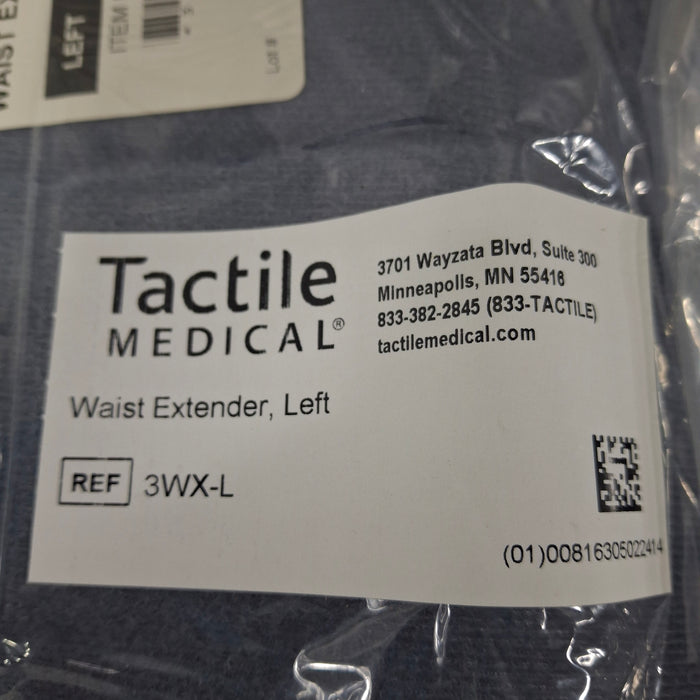 WAIST EX
LEFT
ITEM
Lot #
Tactile
MEDICAL®
3701 Wayzata Blvd, Suite 300
Minneapolis, MN 55416
833-382-2845 (833-TACTILE)
tactilemedical.com
Waist Extender, Left
REF 3WX-L
(01)00816305022414